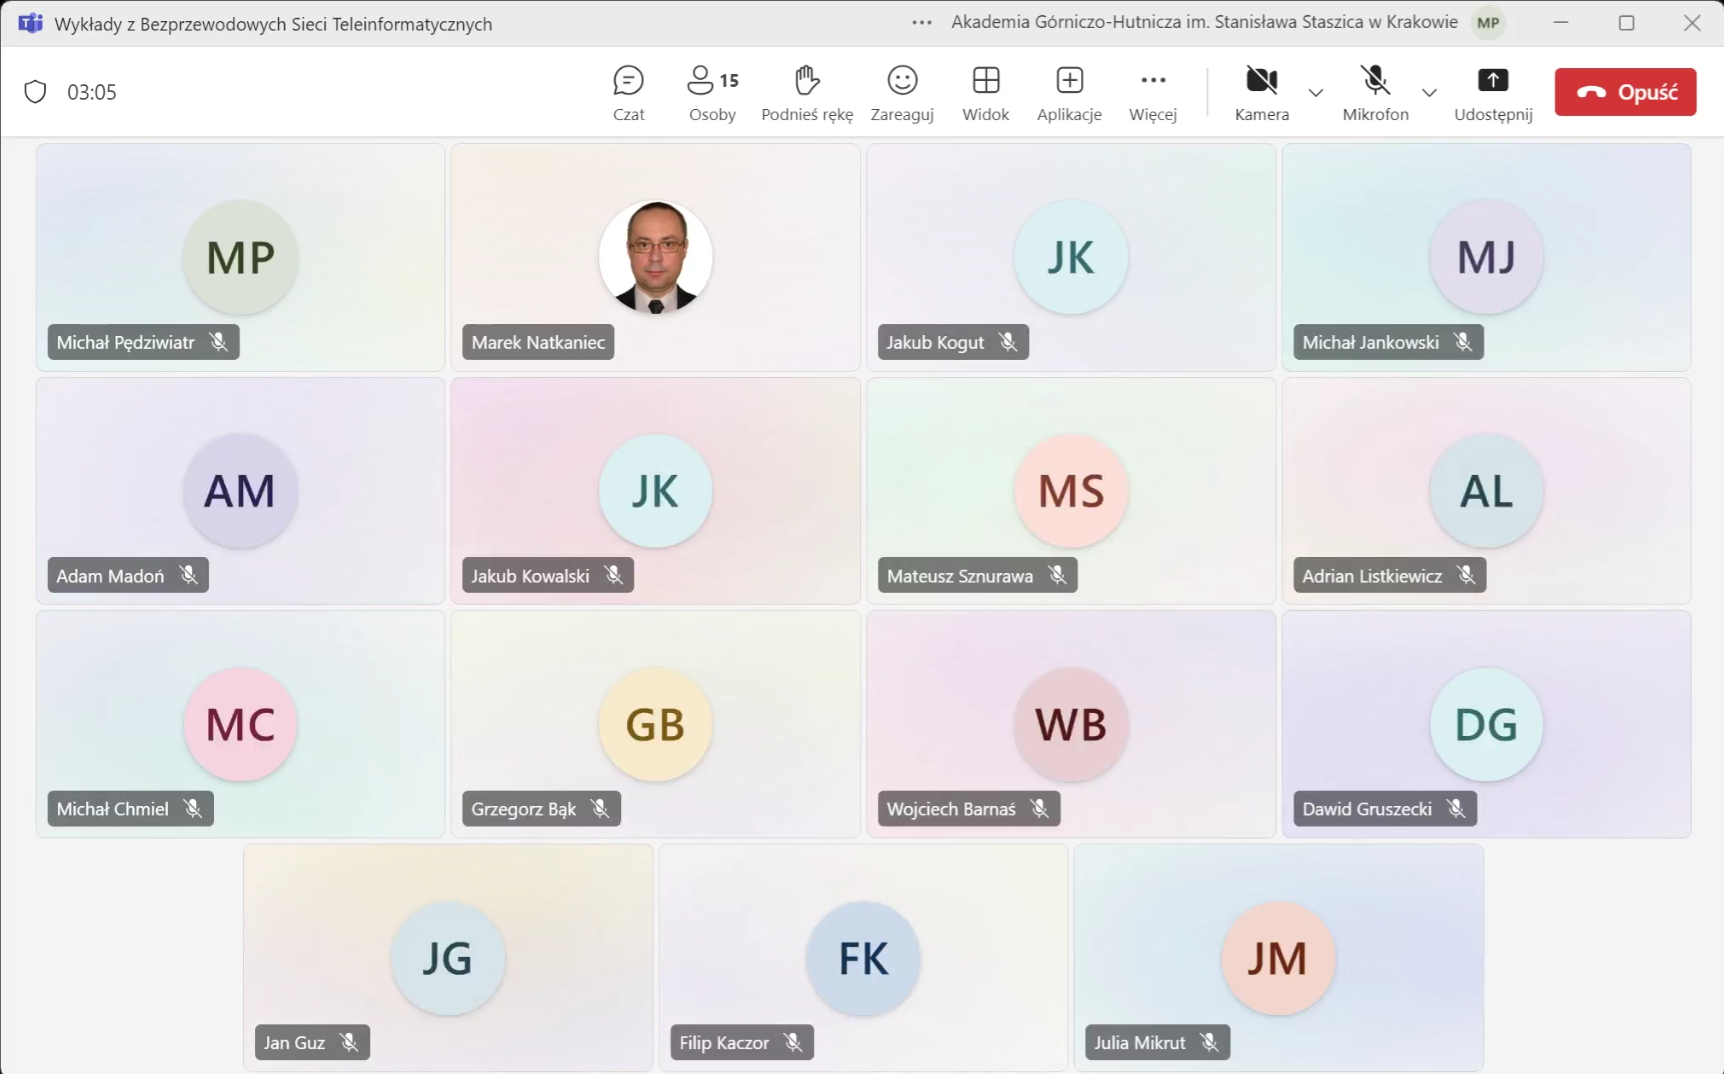 Wykłady z Bezprzewodowych Sieci Teleinformatycznych
Akademia Górniczo-Hutnicza im. Stanisława Staszica w Krakowie MP
03:05
15
Czat Osoby Podnieś rękę Zareaguj Widok Aplikacje Więcej Kamera Mikrofon Udostępnij Opuść
MP JK MJ
Michał Pędziwiatr Marek Natkaniec Jakub Kogut Michał Jankowski
AM JK MS AL
Adam Madoń Jakub Kowalski Mateusz Sznurawa Adrian Listkiewicz
MC GB WB DG
Michał Chmiel Grzegorz Bąk Wojciech Barnaś Dawid Gruszecki
JG FK JM
Jan Guz Filip Kaczor Julia Mikrut